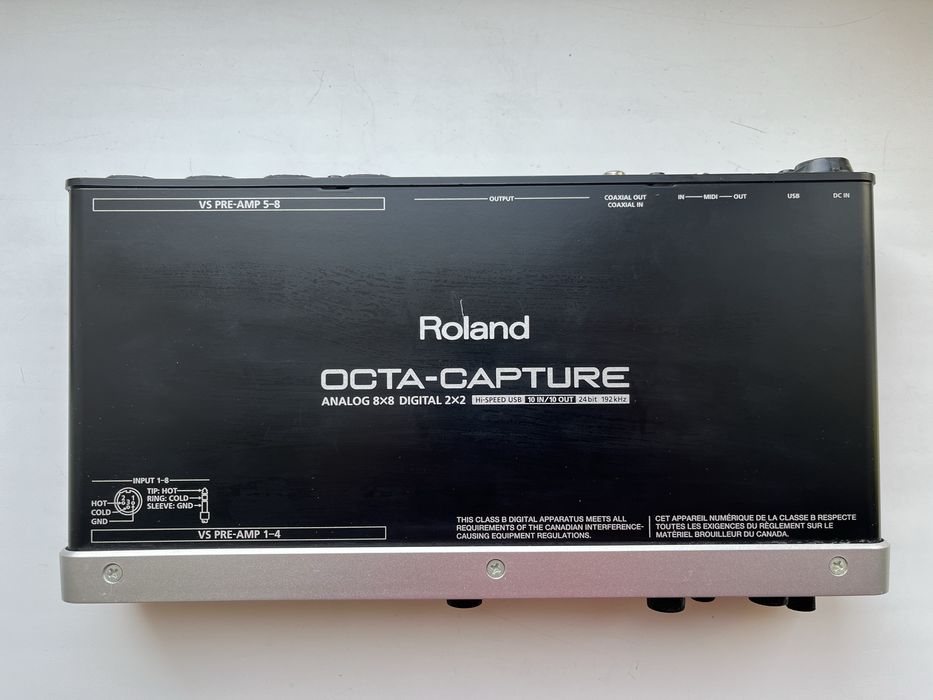 VS PRE-AMP 5–8
OUTPUT
COAXIAL OUT
COAXIAL IN
IN MIDI OUT
USB
DC IN
Roland
OCTA-CAPTURE
ANALOG 8×8 DIGITAL 2×2 Hi-SPEED USB 10 IN/10 OUT 24bit 192kHz
INPUT 1–8
HOT
COLD
GND
2 1
3
TIP: HOT
RING: COLD
SLEEVE: GND
VS PRE-AMP 1–4
THIS CLASS B DIGITAL APPARATUS MEETS ALL
REQUIREMENTS OF THE CANADIAN INTERFERENCE-
CAUSING EQUIPMENT REGULATIONS.
CET APPAREIL NUMÉRIQUE DE LA CLASSE B RESPECTE
TOUTES LES EXIGENCES DU RÈGLEMENT SUR LE
MATÉRIEL BROUILLEUR DU CANADA.